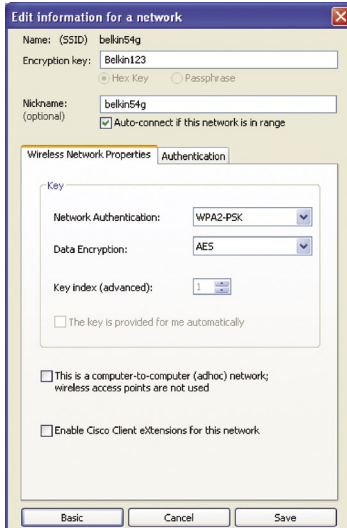 Edit information for a network
Name: (SSID) belkin54g
Encryption key: Belkin123
Hex Key Passphrase
Nickname: belkin54g
(optional)
Auto-connect if this network is in range
Wireless Network Properties Authentication
Key
Network Authentication: WPA2-PSK
Data Encryption: AES
Key index (advanced): 1
The key is provided for me automatically
This is a computer-to-computer (adhoc) network;
wireless access points are not used
Enable Cisco Client eXtensions for this network
Basic Cancel Save